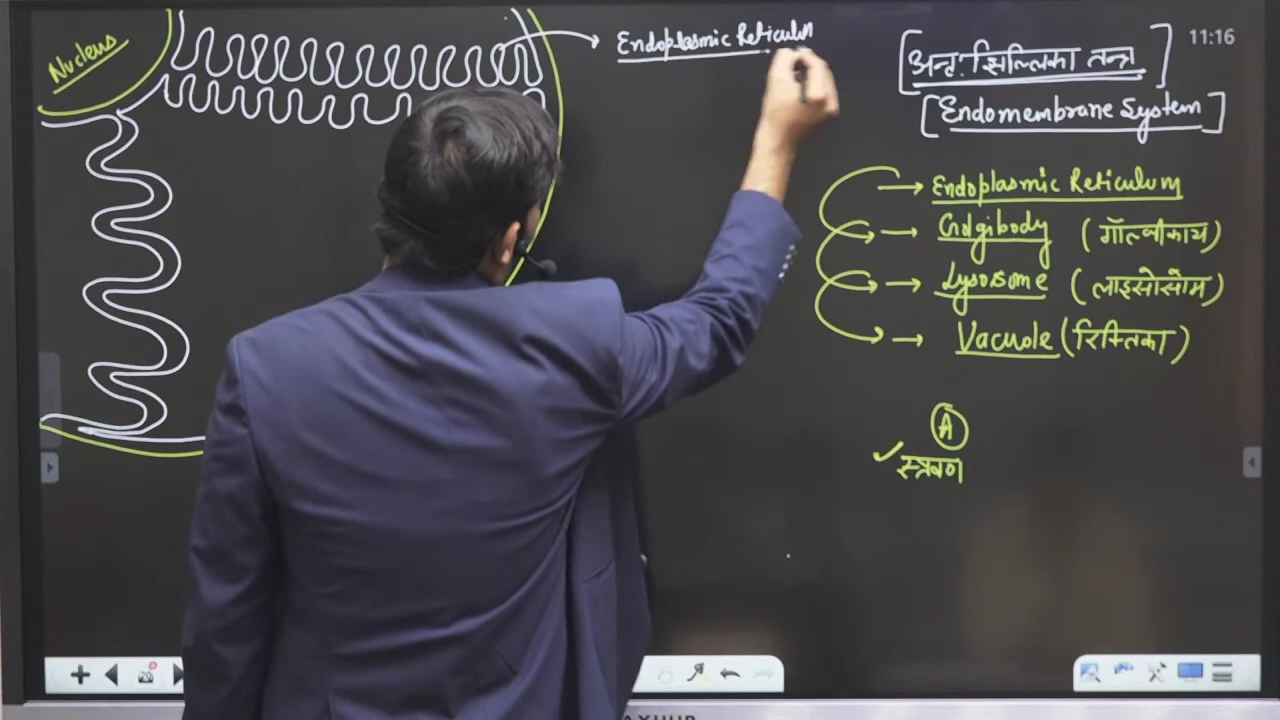 Nucleus
Endoplasmic Reticulum
11:16
[अन्तः झिल्लिका तन्त्र]
[Endomembrane System]
→ Endoplasmic Reticulum
→ Golgibody (गॉल्जीकाय)
→ Lysosome (लाइसोसोम)
→ Vacuole (रिक्तिका)
A
✓ स्त्रवण